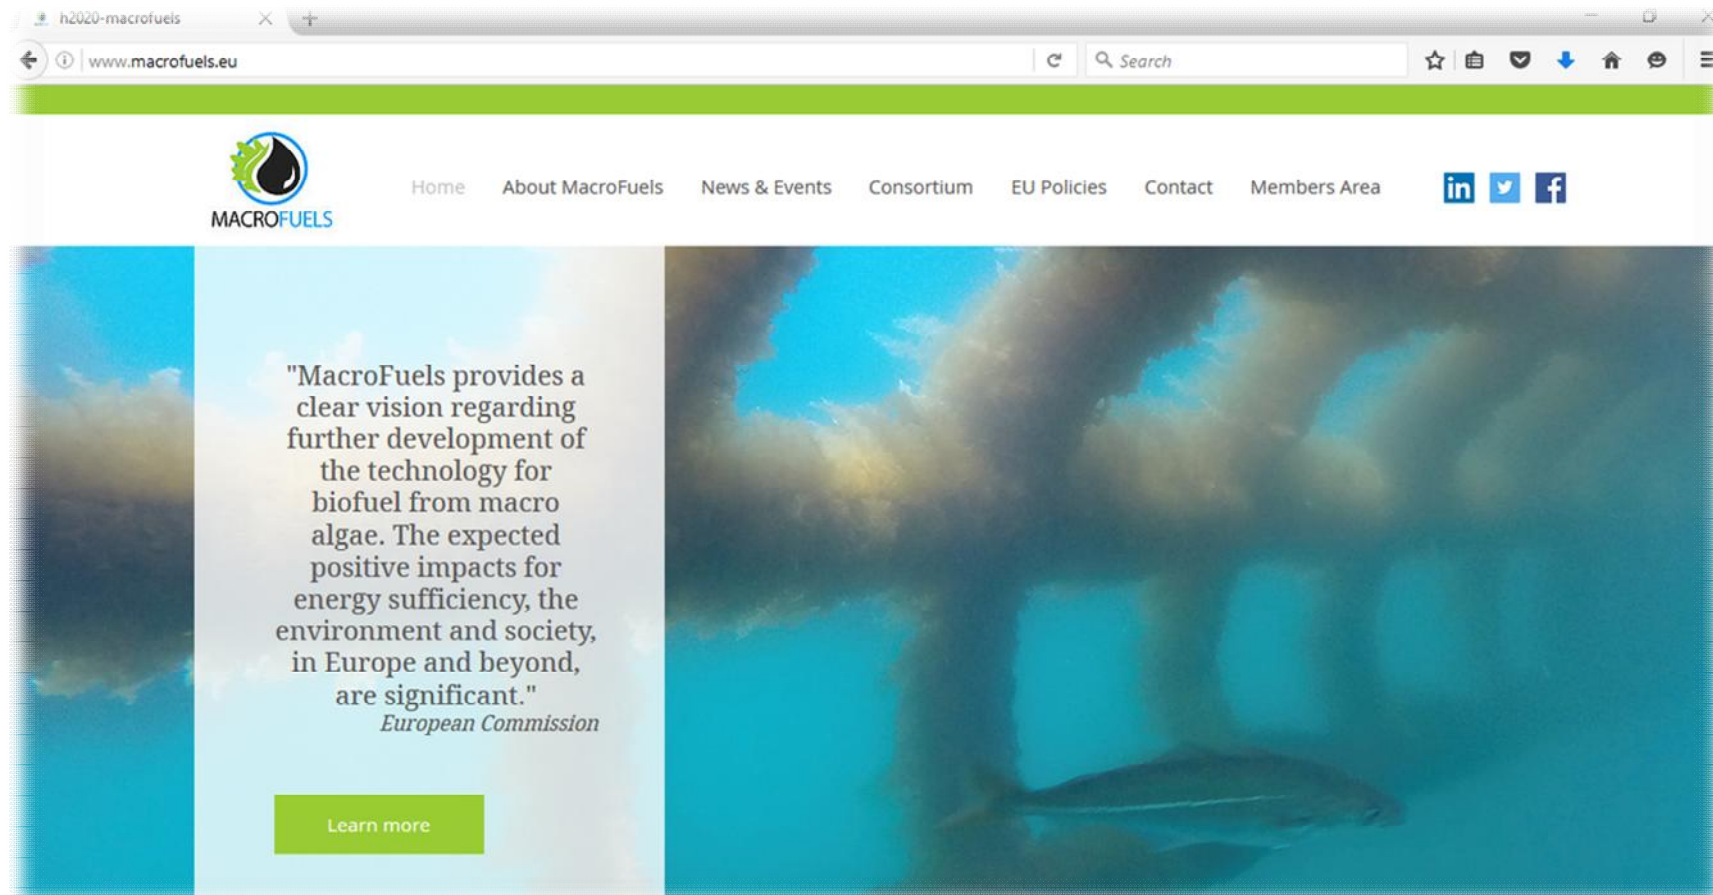 h2020-macrofuels
www.macrofuels.eu
Search
MACROFUELS
Home About MacroFuels News & Events Consortium EU Policies Contact Members Area in f
"MacroFuels provides a
clear vision regarding
further development of
the technology for
biofuel from macro
algae. The expected
positive impacts for
energy sufficiency, the
environment and society,
in Europe and beyond,
are significant."
European Commission
Learn more